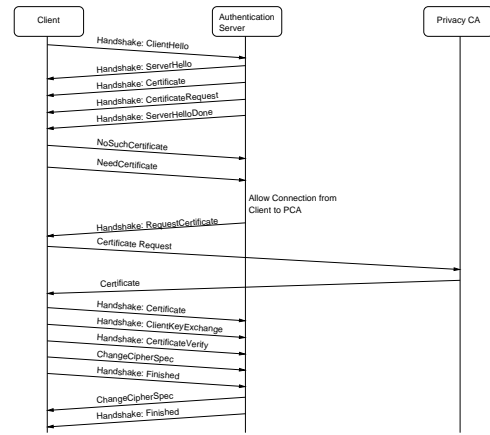 Client
Authentication
Server
Privacy CA
Handshake: ClientHello
Handshake: ServerHello
Handshake: Certificate
Handshake: CertificateRequest
Handshake: ServerHelloDone
NoSuchCertificate
NeedCertificate
Allow Connection from
Client to PCA
Handshake: RequestCertificate
Certificate Request
Certificate
Handshake: Certificate
Handshake: ClientKeyExchange
Handshake: CertificateVerify
ChangeCipherSpec
Handshake: Finished
ChangeCipherSpec
Handshake: Finished